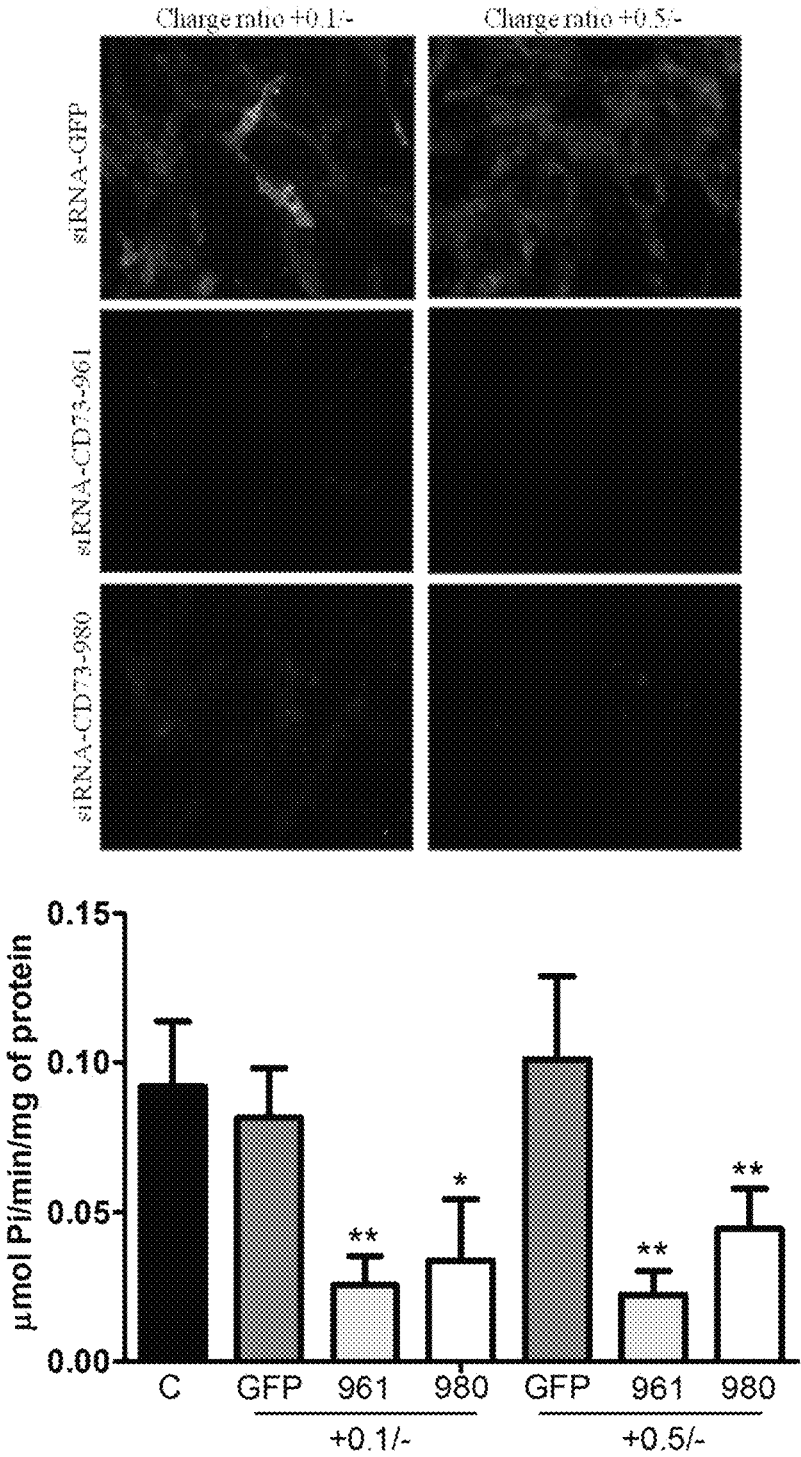 Charge ratio +0.1/- Charge ratio +0.5/-
siRNA-GFP
siRNA-CD73-961
siRNA-CD73-980
µmol Pi/min/mg of protein
0.15
0.10
0.05
0.00
** * ** **
C GFP 961 980 GFP 961 980
+0.1/- +0.5/-